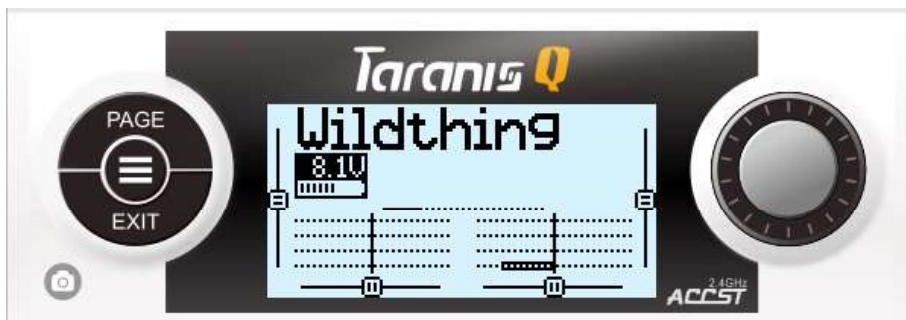 Taranis Q
PAGE
EXIT
Wildthing
8.1V
2.4GHz
ACCST